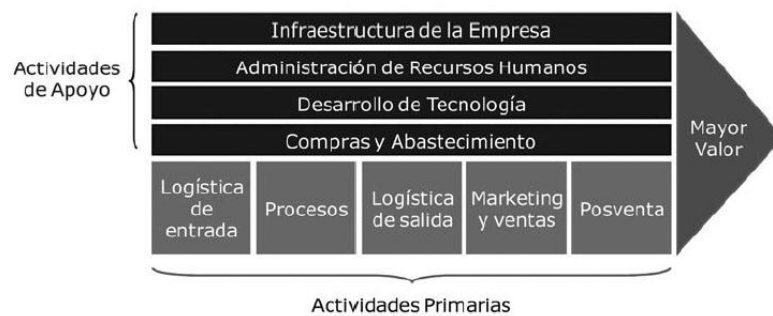 Infraestructura de la Empresa
Actividades
de Apoyo
Administración de Recursos Humanos
Desarrollo de Tecnología
Compras y Abastecimiento
Mayor
Valor
Logística
de
entrada
Procesos
Logística
de salida
Marketing
y ventas
Posventa
Actividades Primarias